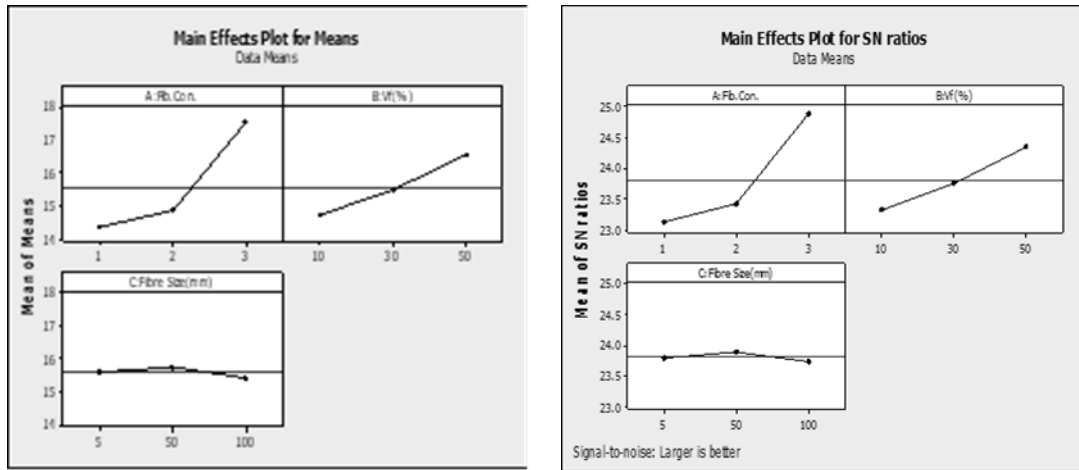 Main Effects Plot for Means
Data Means
A:Fib.Con.
B:Vf(%)
18
17
16
15
14
1
2
3
10
30
50
C:Fibre Size(mm)
18
17
16
15
14
5
50
100
Mean of Means
Main Effects Plot for SN ratios
Data Means
A:Fib.Con.
B:Vf(%)
25.0
24.5
24.0
23.5
23.0
1
2
3
10
30
50
C:Fibre Size(mm)
25.0
24.5
24.0
23.5
23.0
5
50
100
Mean of SN ratios
Signal-to-noise: Larger is better